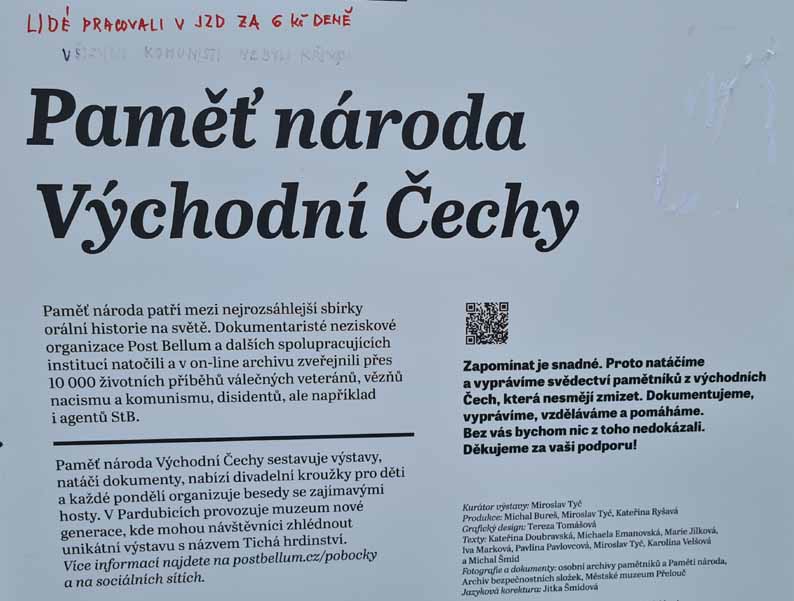 LIDÉ PRACOVALI V JZD ZA 6 Kč DENĚ
KOMUNISTI NEBYLI
Paměť národa
Východní Čechy
Paměť národa patří mezi nejrozsáhlejší sbírky
orální historie na světě. Dokumentaristé neziskové
organizace Post Bellum a dalších spolupracujících
institucí natočili a v on-line archivu zveřejnili přes
10 000 životních příběhů válečných veteránů, vězňů
nacismu a komunismu, disidentů, ale například
i agentů StB.
Paměť národa Východní Čechy sestavuje výstavy,
natáčí dokumenty, nabízí divadelní kroužky pro děti
a každé pondělí organizuje besedy se zajímavými
hosty. V Pardubicích provozuje muzeum nové
generace, kde mohou návštěvníci zhlédnout
unikátní výstavu s názvem Tichá hrdinství.
Více informací najdete na postbellum.cz/pobocky
a na sociálních sítích.
Zapomínat je snadné. Proto natáčíme
a vyprávíme svědectví pamětníků z východních
Čech, která nesmějí zmizet. Dokumentujeme,
vyprávíme, vzděláváme a pomáháme.
Bez vás bychom nic z toho nedokázali.
Děkujeme za vaši podporu!
Kurátor výstavy: Miroslav Tyč
Produkce: Michal Bureš, Miroslav Tyč, Kateřina Ryšavá
Grafický design: Tereza Tomášová
Texty: Kateřina Doubravská, Michaela Emanovská, Marie Jílková,
Iva Marková, Pavlína Pavlovcová, Miroslav Tyč, Karolína Velšová
a Michal Šmíd
Fotografie a dokumenty: osobní archivy pamětníků a Paměti národa,
Archiv bezpečnostních složek, Městské muzeum Přelouč
Jazyková korektura: Jitka Šmídová